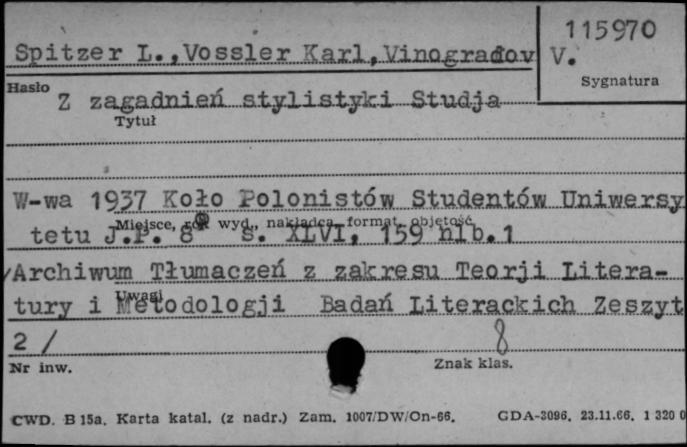 115970
Spitzer L.,Vossler Karl,Vinogradov V.
Sygnatura
Hasło
Z zagadnień stylistyki Studja
Tytuł
W-wa 1937 Koło Polonistów Studentów Uniwersy
Miejsce, rok wyd., nakładca, format, objętość
tetu J.P. 8° s. XLVI, 159 nlb.1
/Archiwum Tłumaczeń z zakresu Teorji Litera-
Uwagi
tury i Metodologji Badań Literackich Zeszyt
2 /
8
Nr inw.
Znak klas.
CWD. B 15a. Karta katal. (z nadr.) Zam. 1007/DW/On-66. GDA-3096. 23.11.66. 1 320 0